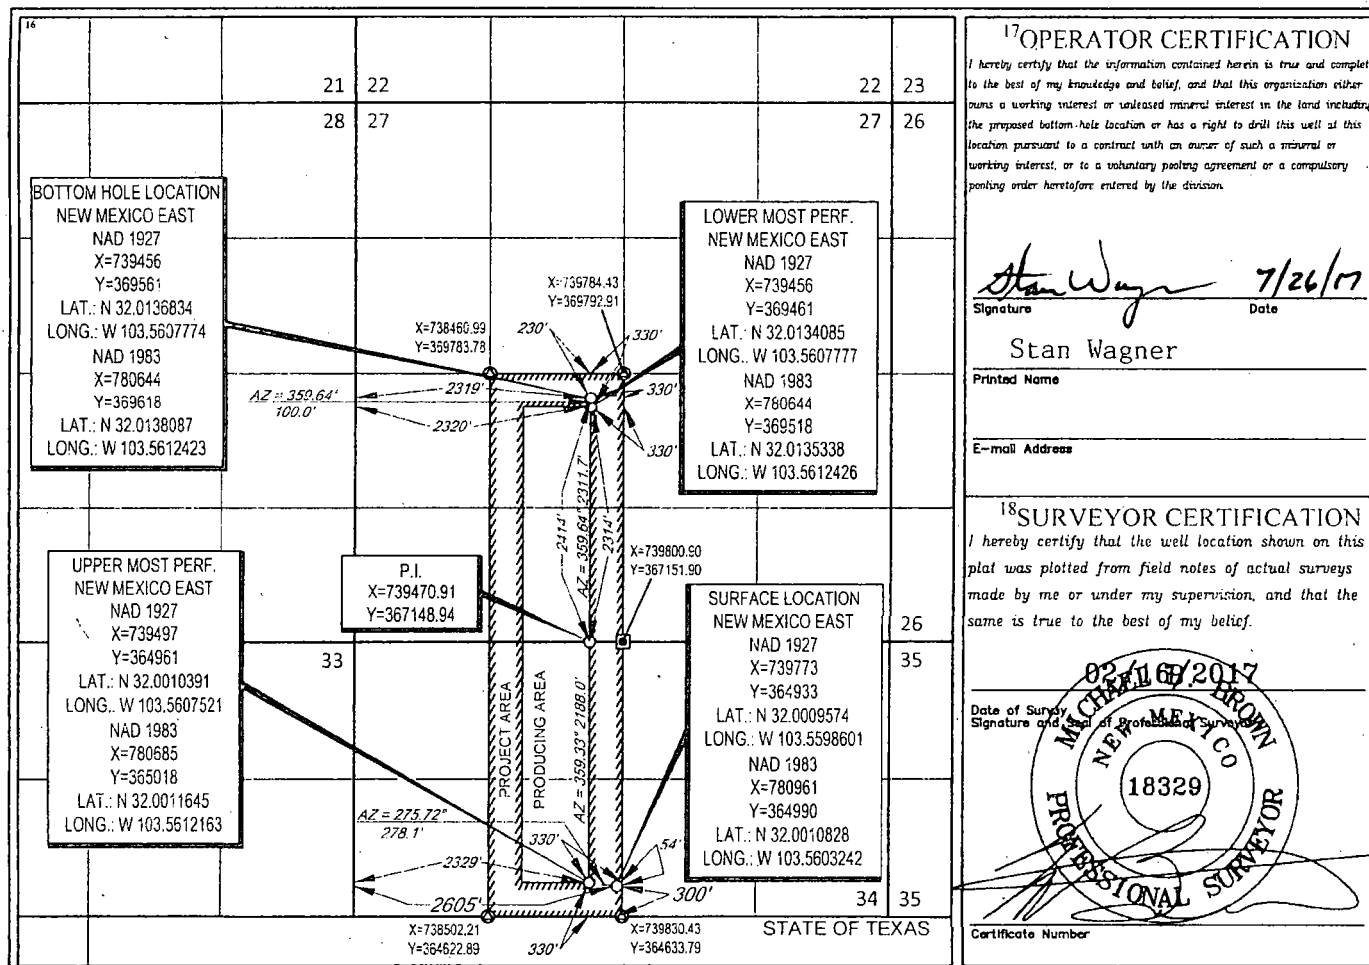 16
21 22
22 23
28 27
27 26
BOTTOM HOLE LOCATION
NEW MEXICO EAST
NAD 1927
X=739456
Y=369561
LAT.: N 32.0136834
LONG.: W 103.5607774
NAD 1983
X=780644
Y=369618
LAT.: N 32.0138087
LONG.: W 103.5612423
LOWER MOST PERF.
NEW MEXICO EAST
NAD 1927
X=739456
Y=369461
LAT.: N 32.0134085
LONG.: W 103.5607777
NAD 1983
X=780644
Y=369518
LAT.: N 32.0135338
LONG.: W 103.5612426
X=739784.43
Y=369792.91
X=738460.99
Y=369783.78
230'
330'
2319'
330'
AZ = 359.64°
100.0'
2320'
330'
2414'
AZ = 359.64° 2311.7'
2314'
X=739800.90
Y=367151.90
P.I.
X=739470.91
Y=367148.94
UPPER MOST PERF.
NEW MEXICO EAST
NAD 1927
X=739497
Y=364961
LAT.: N 32.0010391
LONG.. W 103.5607521
NAD 1983
X=780685
Y=365018
LAT.: N 32.0011645
LONG.: W 103.5612163
SURFACE LOCATION
NEW MEXICO EAST
NAD 1927
X=739773
Y=364933
LAT.: N 32.0009574
LONG.: W 103.5598601
NAD 1983
X=780961
Y=364990
LAT.: N 32.0010828
LONG.: W 103.5603242
26
33
35
PROJECT AREA
PRODUCING AREA
AZ = 359.33° 2188.0'
AZ = 275.72°
278.1'
330'
54'
2329'
2605'
300'
34 35
X=738502.21
Y=364622.89
330'
X=739830.43
Y=364633.79
STATE OF TEXAS
17OPERATOR CERTIFICATION
I hereby certify that the information contained herein is true and complet
to the best of my knowledge and belief, and that this organization either
owns a working interest or unleased mineral interest in the land including
the proposed bottom-hole location or has a right to drill this well at this
location pursuant to a contract with an owner of such a mineral or
working interest, or to a voluntary pooling agreement or a compulsory
pooling order heretofore entered by the division.
Stan Wagner 7/26/17
Signature Date
Stan Wagner
Printed Name
E-mail Address
18SURVEYOR CERTIFICATION
I hereby certify that the well location shown on this
plat was plotted from field notes of actual surveys
made by me or under my supervision, and that the
same is true to the best of my belief.
02/16/2017
Date of Survey
Signature and Seal of Professional Surveyor
MICHAEL B. BROWN
NEW MEXICO
18329
PROFESSIONAL SURVEYOR
Certificate Number